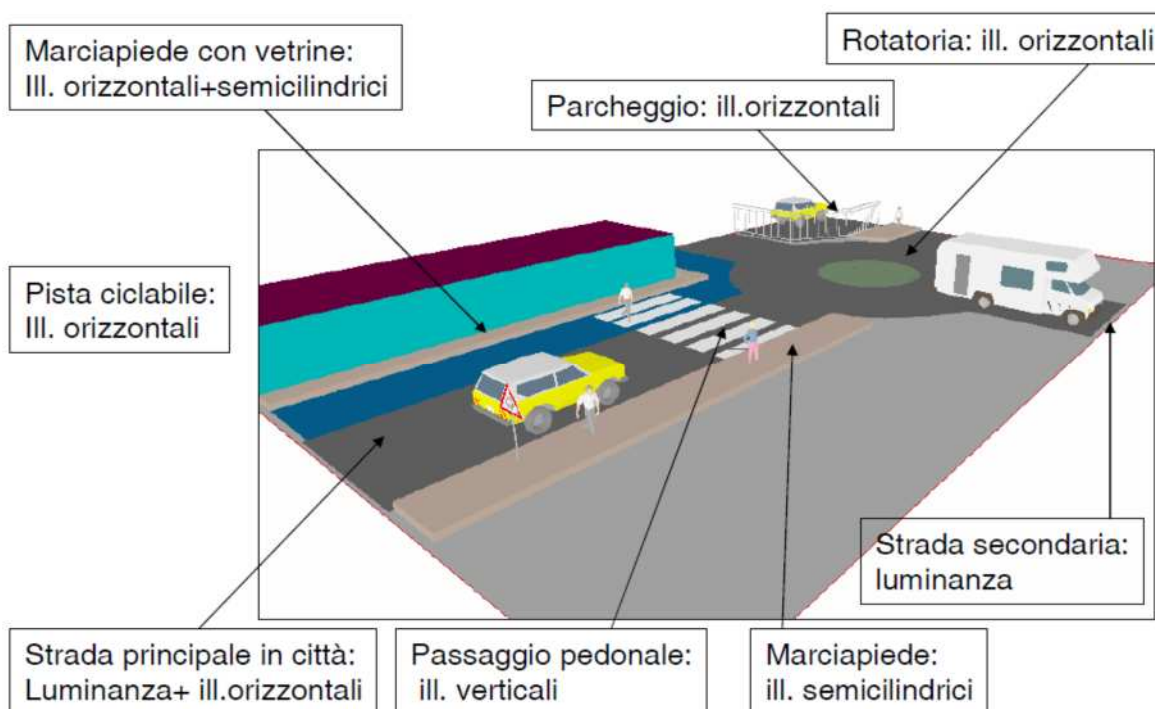 Marciapiede con vetrine:
Ill. orizzontali+semicilindrici
Rotatoria: ill. orizzontali
Parcheggio: ill.orizzontali
Pista ciclabile:
Ill. orizzontali
Strada secondaria:
luminanza
Strada principale in città:
Luminanza+ ill.orizzontali
Passaggio pedonale:
ill. verticali
Marciapiede:
ill. semicilindrici